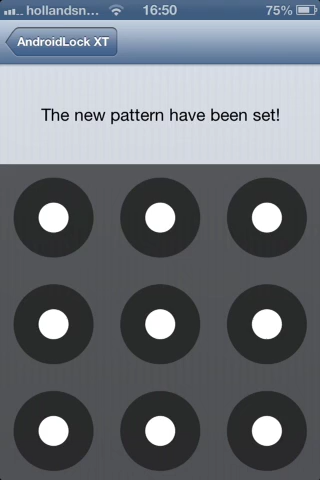 hollandsn... 16:50 75%
AndroidLock XT
The new pattern have been set!